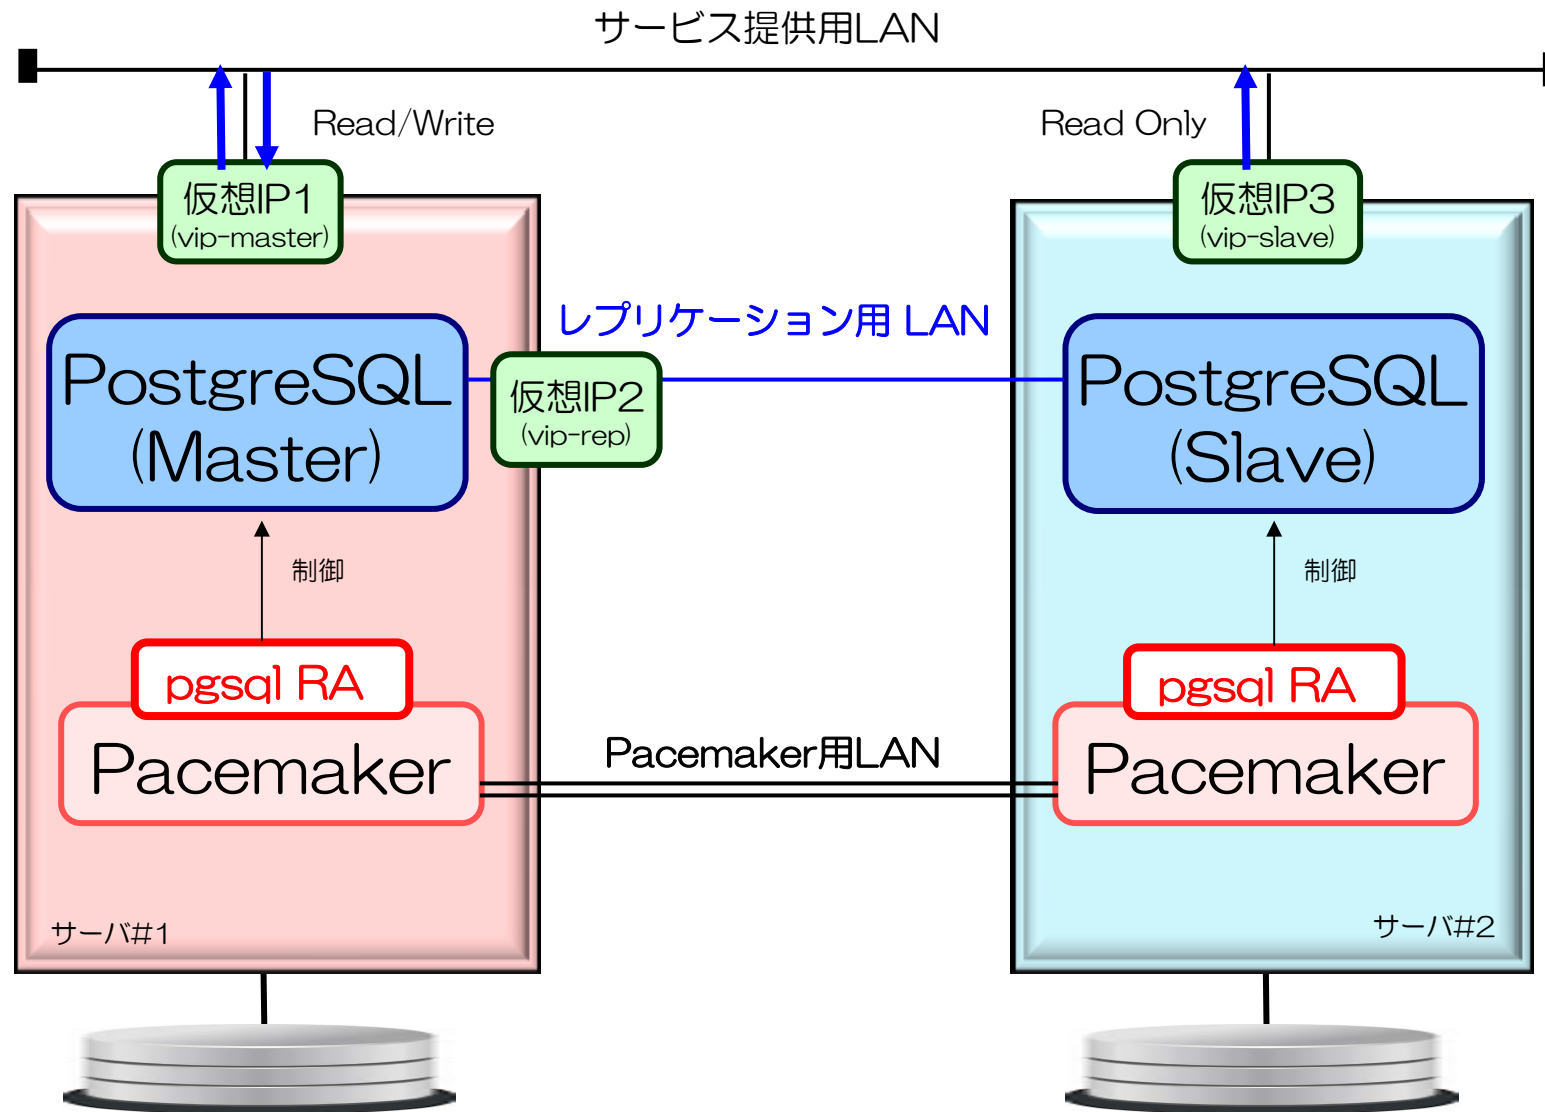 サービス提供用LAN
Read/Write
Read Only
仮想IP1
(vip-master)
仮想IP3
(vip-slave)
レプリケーション用 LAN
PostgreSQL
(Master)
仮想IP2
(vip-rep)
PostgreSQL
(Slave)
制御
制御
pgsql RA
pgsql RA
Pacemaker
Pacemaker用LAN
Pacemaker
サーバ#1
サーバ#2